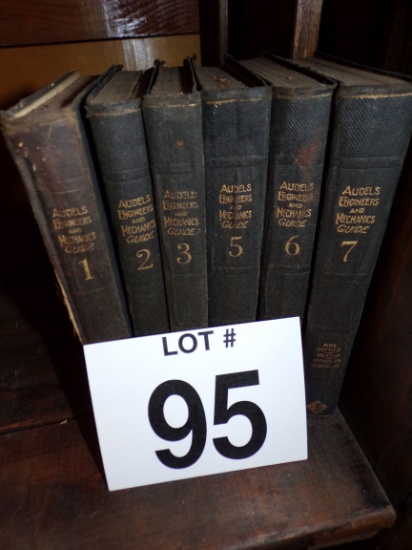 AUDELS
ENGINEERS
AND
MECHANICS
GUIDE
1
AUDELS
ENGINEERS
AND
MECHANICS
GUIDE
2
AUDELS
ENGINEERS
AND
MECHANICS
GUIDE
3
AUDELS
ENGINEERS
AND
MECHANICS
GUIDE
5
AUDELS
ENGINEERS
AND
MECHANICS
GUIDE
6
AUDELS
ENGINEERS
AND
MECHANICS
GUIDE
7
LOT #
95